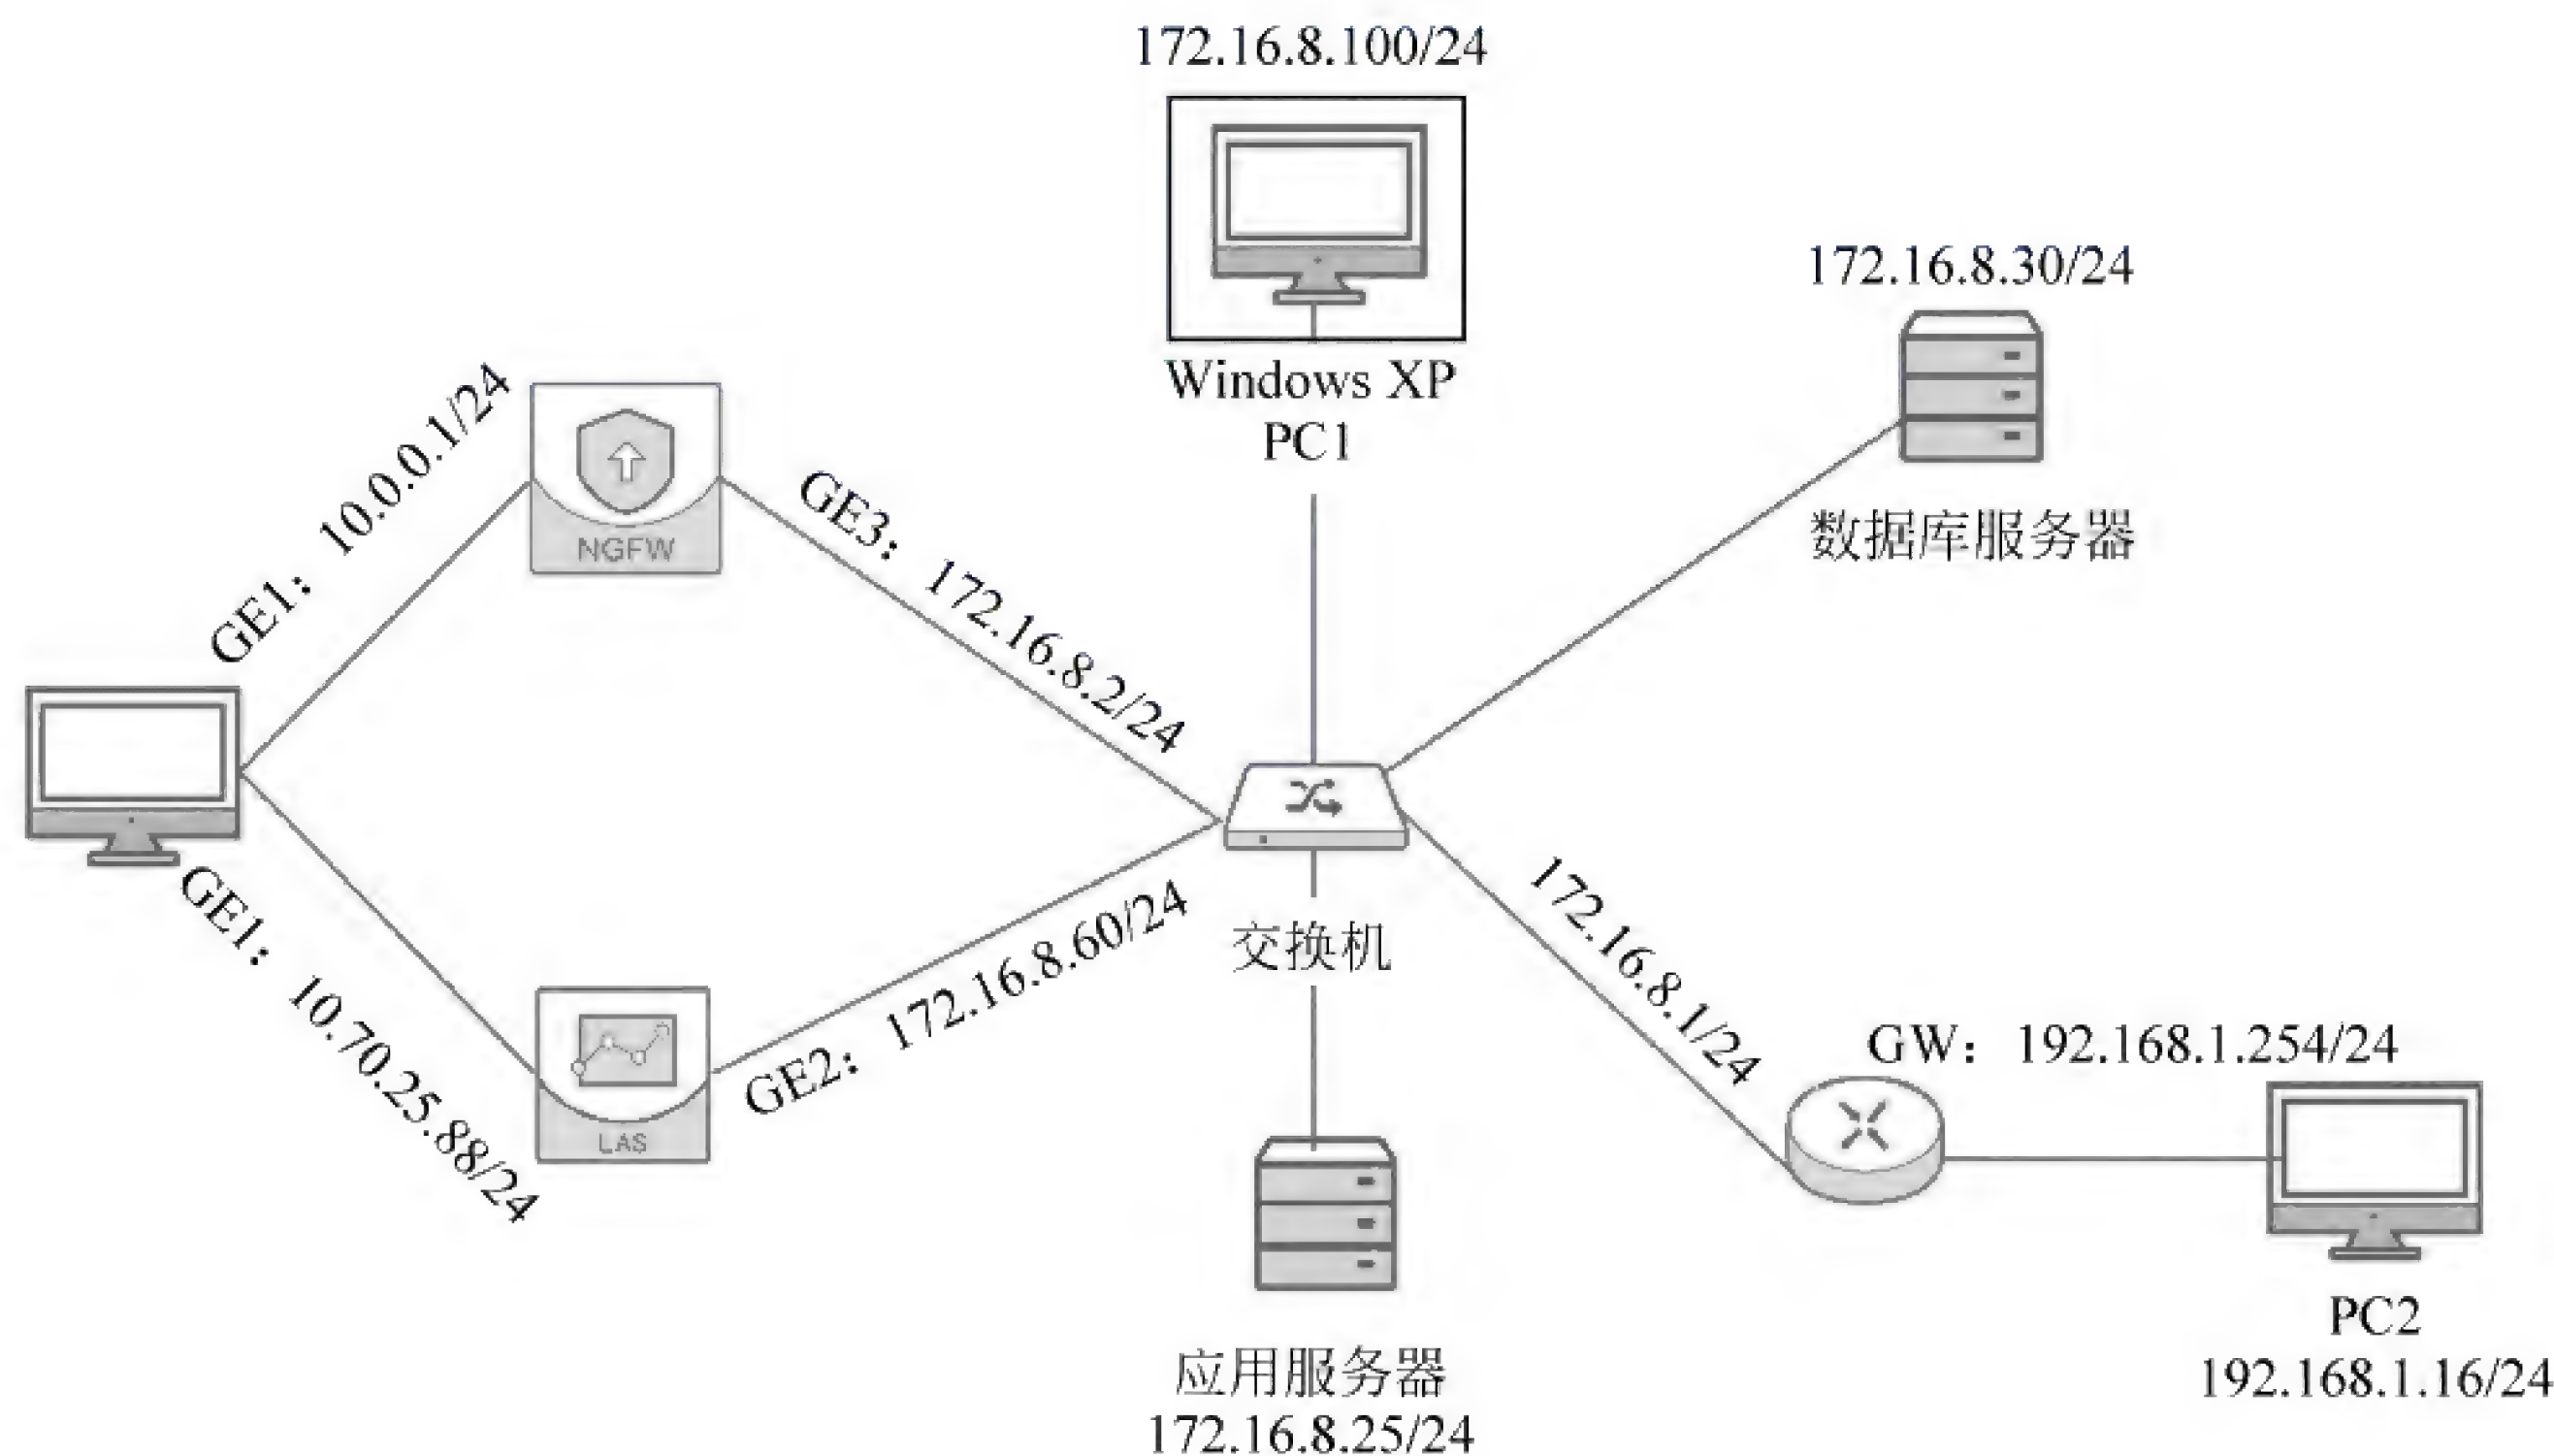 172.16.8.100/24
Windows XP
PC1
172.16.8.30/24
数据库服务器
GE1：10.0.0.1/24
NGFW
GE3：172.16.8.2/24
GE1：10.70.25.88/24
LAS
GE2：172.16.8.60/24
交换机
172.16.8.1/24
GW：192.168.1.254/24
PC2
192.168.1.16/24
应用服务器
172.16.8.25/24